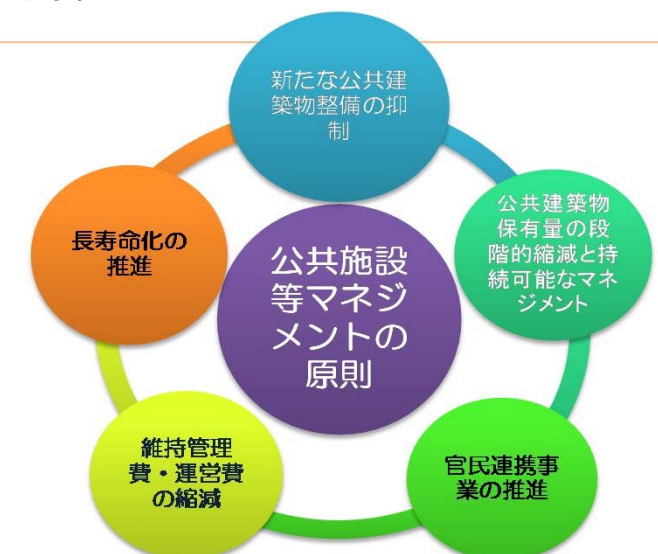 新たな公共建
築物整備の抑
制
公共建築物
保有量の段
階的縮減と持
続可能なマネ
ジメント
長寿命化の
推進
公共施設
等マネジ
メントの
原則
維持管理
費・運営費
の縮減
官民連携事
業の推進